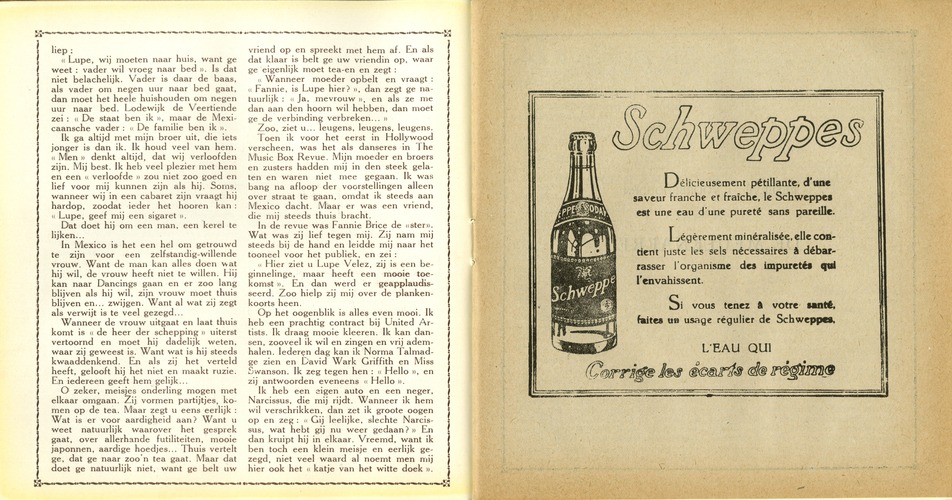 liep :
« Lupe, wij moeten naar huis, want ge
weet : vader wil vroeg naar bed ». Is dat
niet belachelijk. Vader is daar de baas,
als vader om negen uur naar bed gaat,
dan moet het heele huishouden om negen
uur naar bed. Lodewijk de Veertiende
zei : « De staat ben ik », maar de Mexi-
caansche vader : « De familie ben ik ».
Ik ga altijd met mijn broer uit, die iets
jonger is dan ik. Ik houd veel van hem.
« Men » denkt altijd, dat wij verloofden
zijn. Mij best. Ik heb veel plezier met hem
en een « verloofde » zou niet zoo goed en
lief voor mij kunnen zijn als hij. Soms,
wanneer wij in een cabaret zijn vraagt hij
hardop, zoodat ieder het hooren kan :
« Lupe, geef mij een sigaret ».
Dat doet hij om een man, een kerel te
lijken...
In Mexico is het een hel om getrouwd
te zijn voor een zelfstandig-willende
vrouw. Want de man kan alles doen wat
hij wil, de vrouw heeft niet te willen. Hij
kan naar Dancings gaan en er zoo lang
blijven als hij wil, zijn vrouw moet thuis
blijven en... zwijgen. Want al wat zij zegt
als verwijt is te veel gezegd...
Wanneer de vrouw uitgaat en laat thuis
komt is « de heer der schepping » uiterst
vertoornd en moet hij dadelijk weten,
waar zij geweest is. Want wat is hij steeds
kwaaddenkend. En als zij het verteld
heeft, gelooft hij het niet en maakt ruzie.
En iedereen geeft hem gelijk...
O zeker, meisjes onderling mogen met
elkaar omgaan. Zij vormen partijtjes, ko-
men op de tea. Maar zegt u eens eerlijk :
Wat is er voor aardigheid aan? Want u
weet natuurlijk waarover het gesprek
gaat, over allerhande futiliteiten, mooie
japonnen, aardige hoedjes... Thuis vertelt
ge, dat ge naar zoo'n tea gaat. Maar dat
doet ge natuurlijk niet, want ge belt uw
vriend op en spreekt met hem af. En als
dat klaar is belt ge uw vriendin op, waar
ge eigenlijk moet tea-en en zegt :
« Wanneer moeder opbelt en vraagt :
« Fannie, is Lupe hier? », dan zegt ge na-
tuurlijk : « Ja, mevrouw », en als ze me
dan aan den hoorn wil hebben, dan moet
ge de verbinding verbreken... »
Zoo, ziet u... leugens, leugens, leugens.
Toen ik voor het eerst in Hollywood
verscheen, was het als danseres in The
Music Box Revue. Mijn moeder en broers
en zusters hadden mij in den steek gela-
ten en waren niet mee gegaan. Ik was
bang na afloop der voorstellingen alleen
over straat te gaan, omdat ik steeds aan
Mexico dacht. Maar er was een vriend,
die mij steeds thuis bracht.
In de revue was Fannie Brice de «ster».
Wat was zij lief tegen mij. Zij nam mij
steeds bij de hand en leidde mij naar het
tooneel voor het publiek, en zei :
« Hier ziet u Lupe Velez, zij is een be-
ginnelinge, maar heeft een mooie toe-
komst ». En dan werd er geapplaudis-
seerd. Zoo hielp zij mij over de planken-
koorts heen.
Op het oogenblik is alles even mooi. Ik
heb een prachtig contract bij United Ar-
tists. Ik draag mooie kleeren. Ik kan dan-
sen, zooveel ik wil en zingen en vrij adem-
halen. Iederen dag kan ik Norma Talmad-
ge zien en David Wark Griffith en Miss
Swanson. Ik zeg tegen hen : « Hello », en
zij antwoorden eveneens « Hello ».
Ik heb een eigen auto en een neger,
Narcissus, die mij rijdt. Wanneer ik hem
wil verschrikken, dan zet ik groote oogen
op en zeg : « Gij leelijke, slechte Narcis-
sus, wat hebt gij nu weer gedaan? » En
dan kruipt hij in elkaar. Vreemd, want ik
ben toch een klein meisje en eerlijk ge-
zegd, niet veel waard al noemt men mij
hier ook het « katje van het witte doek ».
Schweppes
Délicieusement pétillante, d'une
saveur franche et fraîche, le Schweppes
est une eau d'une pureté sans pareille.
Légèrement minéralisée, elle con-
tient juste les sels nécessaires à débar-
rasser l'organisme des impuretés qui
l'envahissent.
Si vous tenez à votre santé,
faites un usage régulier de Schweppes.
L'EAU QUI
Corrige les écarts de régime
Schweppe